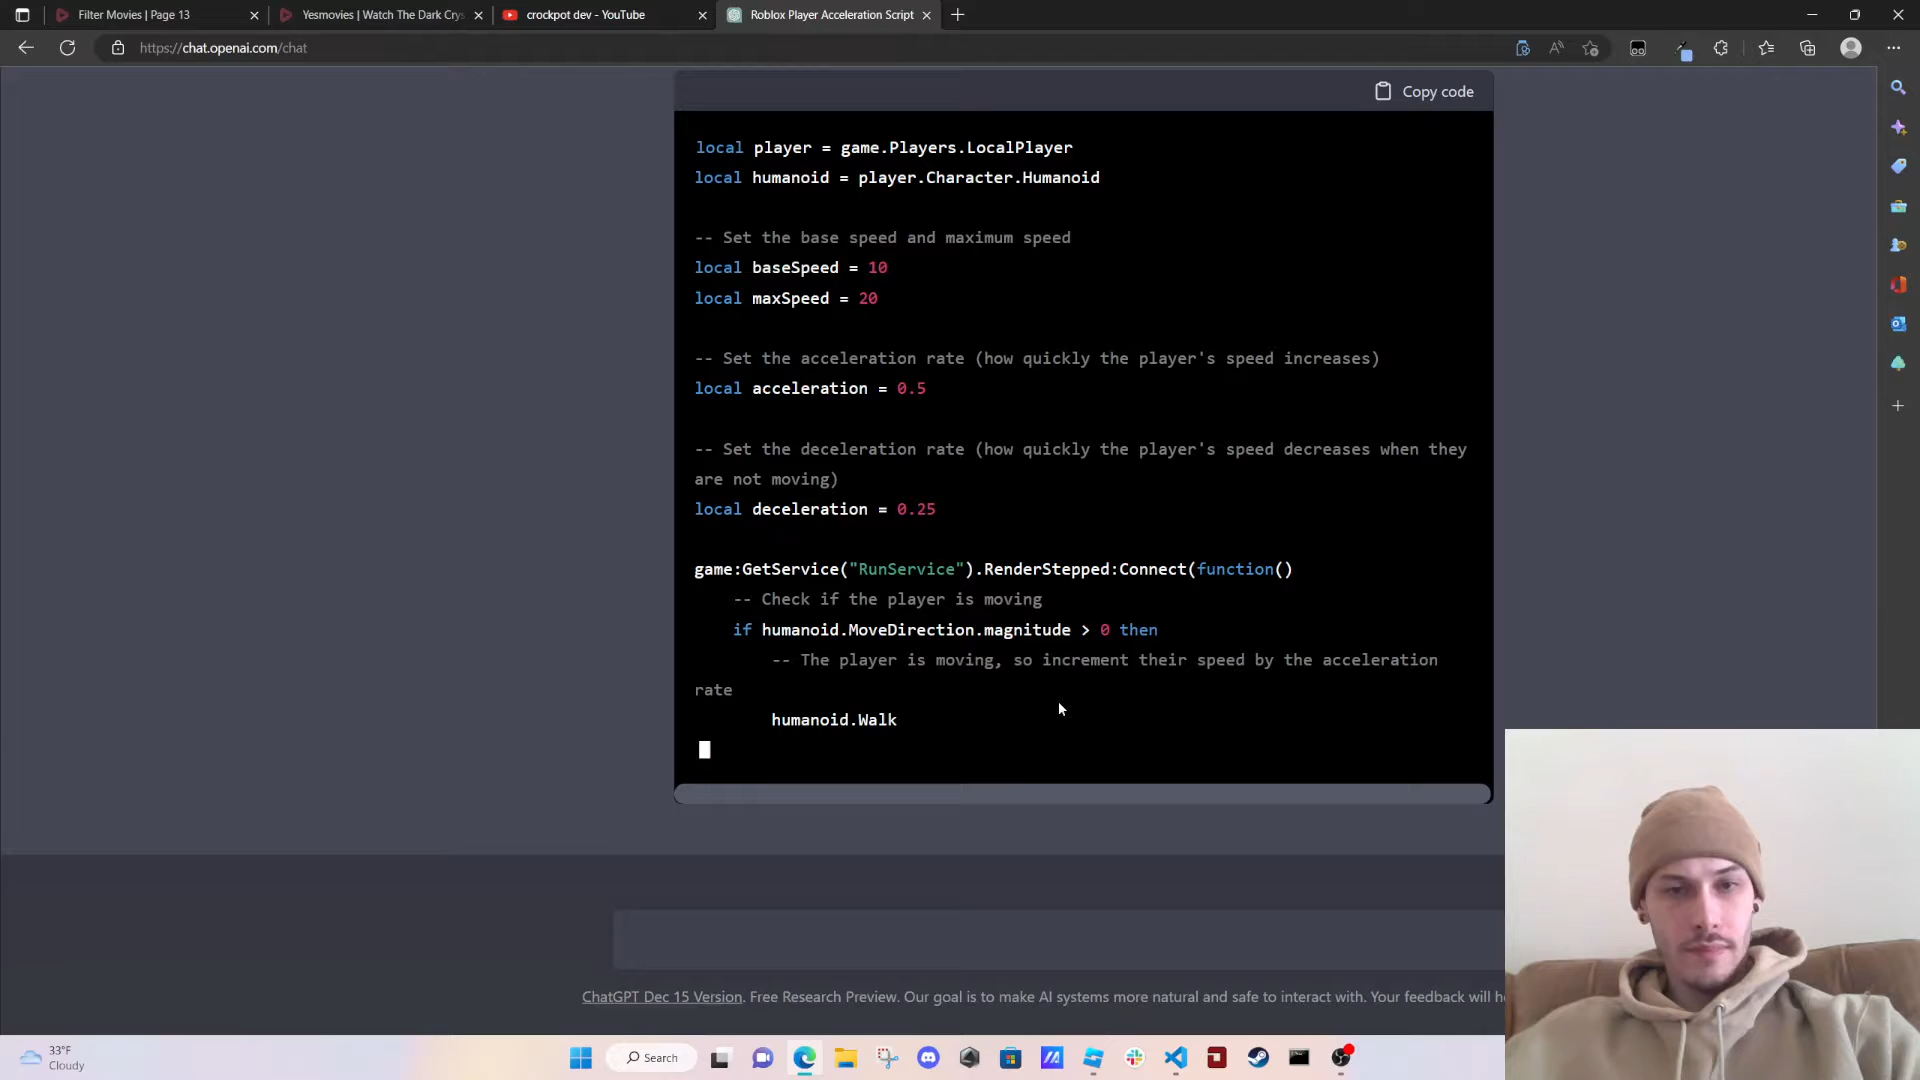 Filter Movies | Page 13
Yesmovies | Watch The Dark Crys
crockpot dev - YouTube
Roblox Player Acceleration Script
https://chat.openai.com/chat
Copy code
local player = game.Players.LocalPlayer
local humanoid = player.Character.Humanoid
-- Set the base speed and maximum speed
local baseSpeed = 10
local maxSpeed = 20
-- Set the acceleration rate (how quickly the player's speed increases)
local acceleration = 0.5
-- Set the deceleration rate (how quickly the player's speed decreases when they
are not moving)
local deceleration = 0.25
game:GetService("RunService").RenderStepped:Connect(function()
-- Check if the player is moving
if humanoid.MoveDirection.magnitude > 0 then
-- The player is moving, so increment their speed by the acceleration
rate
humanoid.Walk
ChatGPT Dec 15 Version. Free Research Preview. Our goal is to make AI systems more natural and safe to interact with. Your feedback will he
33°F
Cloudy
Search